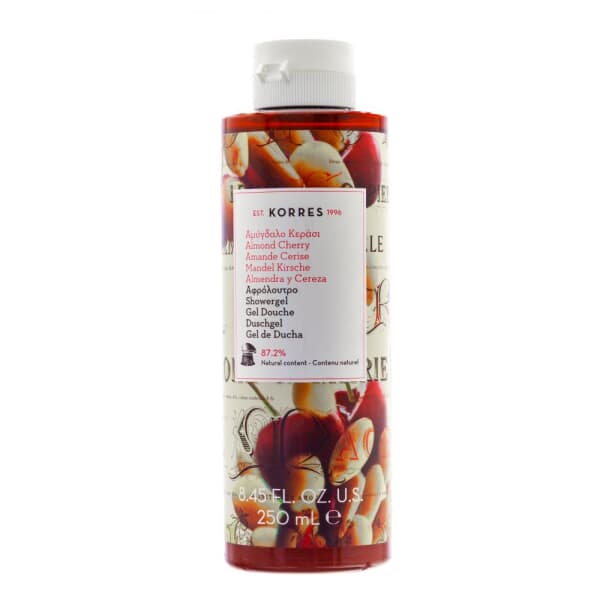 EST. KORRES 1996
Αμύγδαλο Κεράσι
Almond Cherry
Amande Cerise
Mandel Kirsche
Almendra y Cereza
Αφρόλουτρο
Showergel
Gel Douche
Duschgel
Gel de Ducha
87.2%
Natural content - Contenu naturel
8.45 FL. OZ. U.S.
250 mL ℮